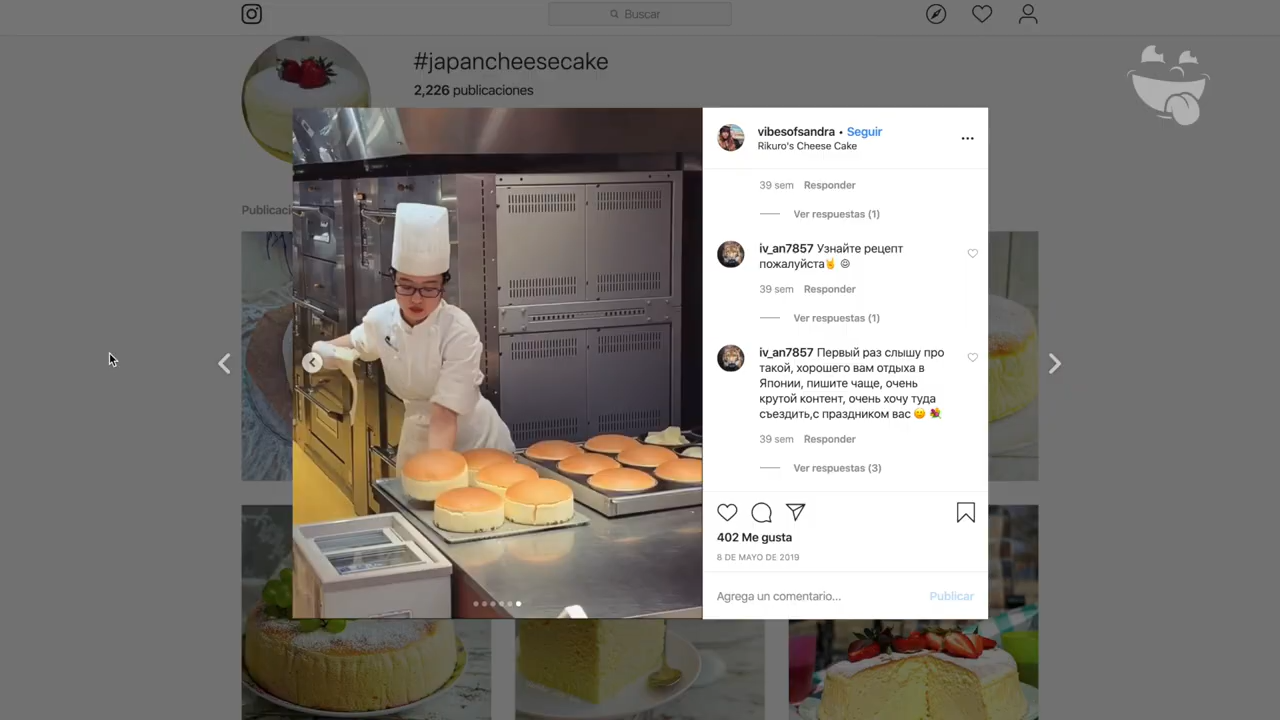 Buscar
#japancheesecake
2,226 publicaciones
Publicaci
vibesofsandra • Seguir
Rikuro's Cheese Cake
39 sem Responder
Ver respuestas (1)
iv_an7857 Узнайте рецепт
пожалуйста🤘 ☺
39 sem Responder
Ver respuestas (1)
iv_an7857 Первый раз слышу про
такой, хорошего вам отдыха в
Японии, пишите чаще, очень
крутой контент, очень хочу туда
съездить,с праздником вас 😊 💐
39 sem Responder
Ver respuestas (3)
402 Me gusta
8 DE MAYO DE 2019
Agrega un comentario...
Publicar